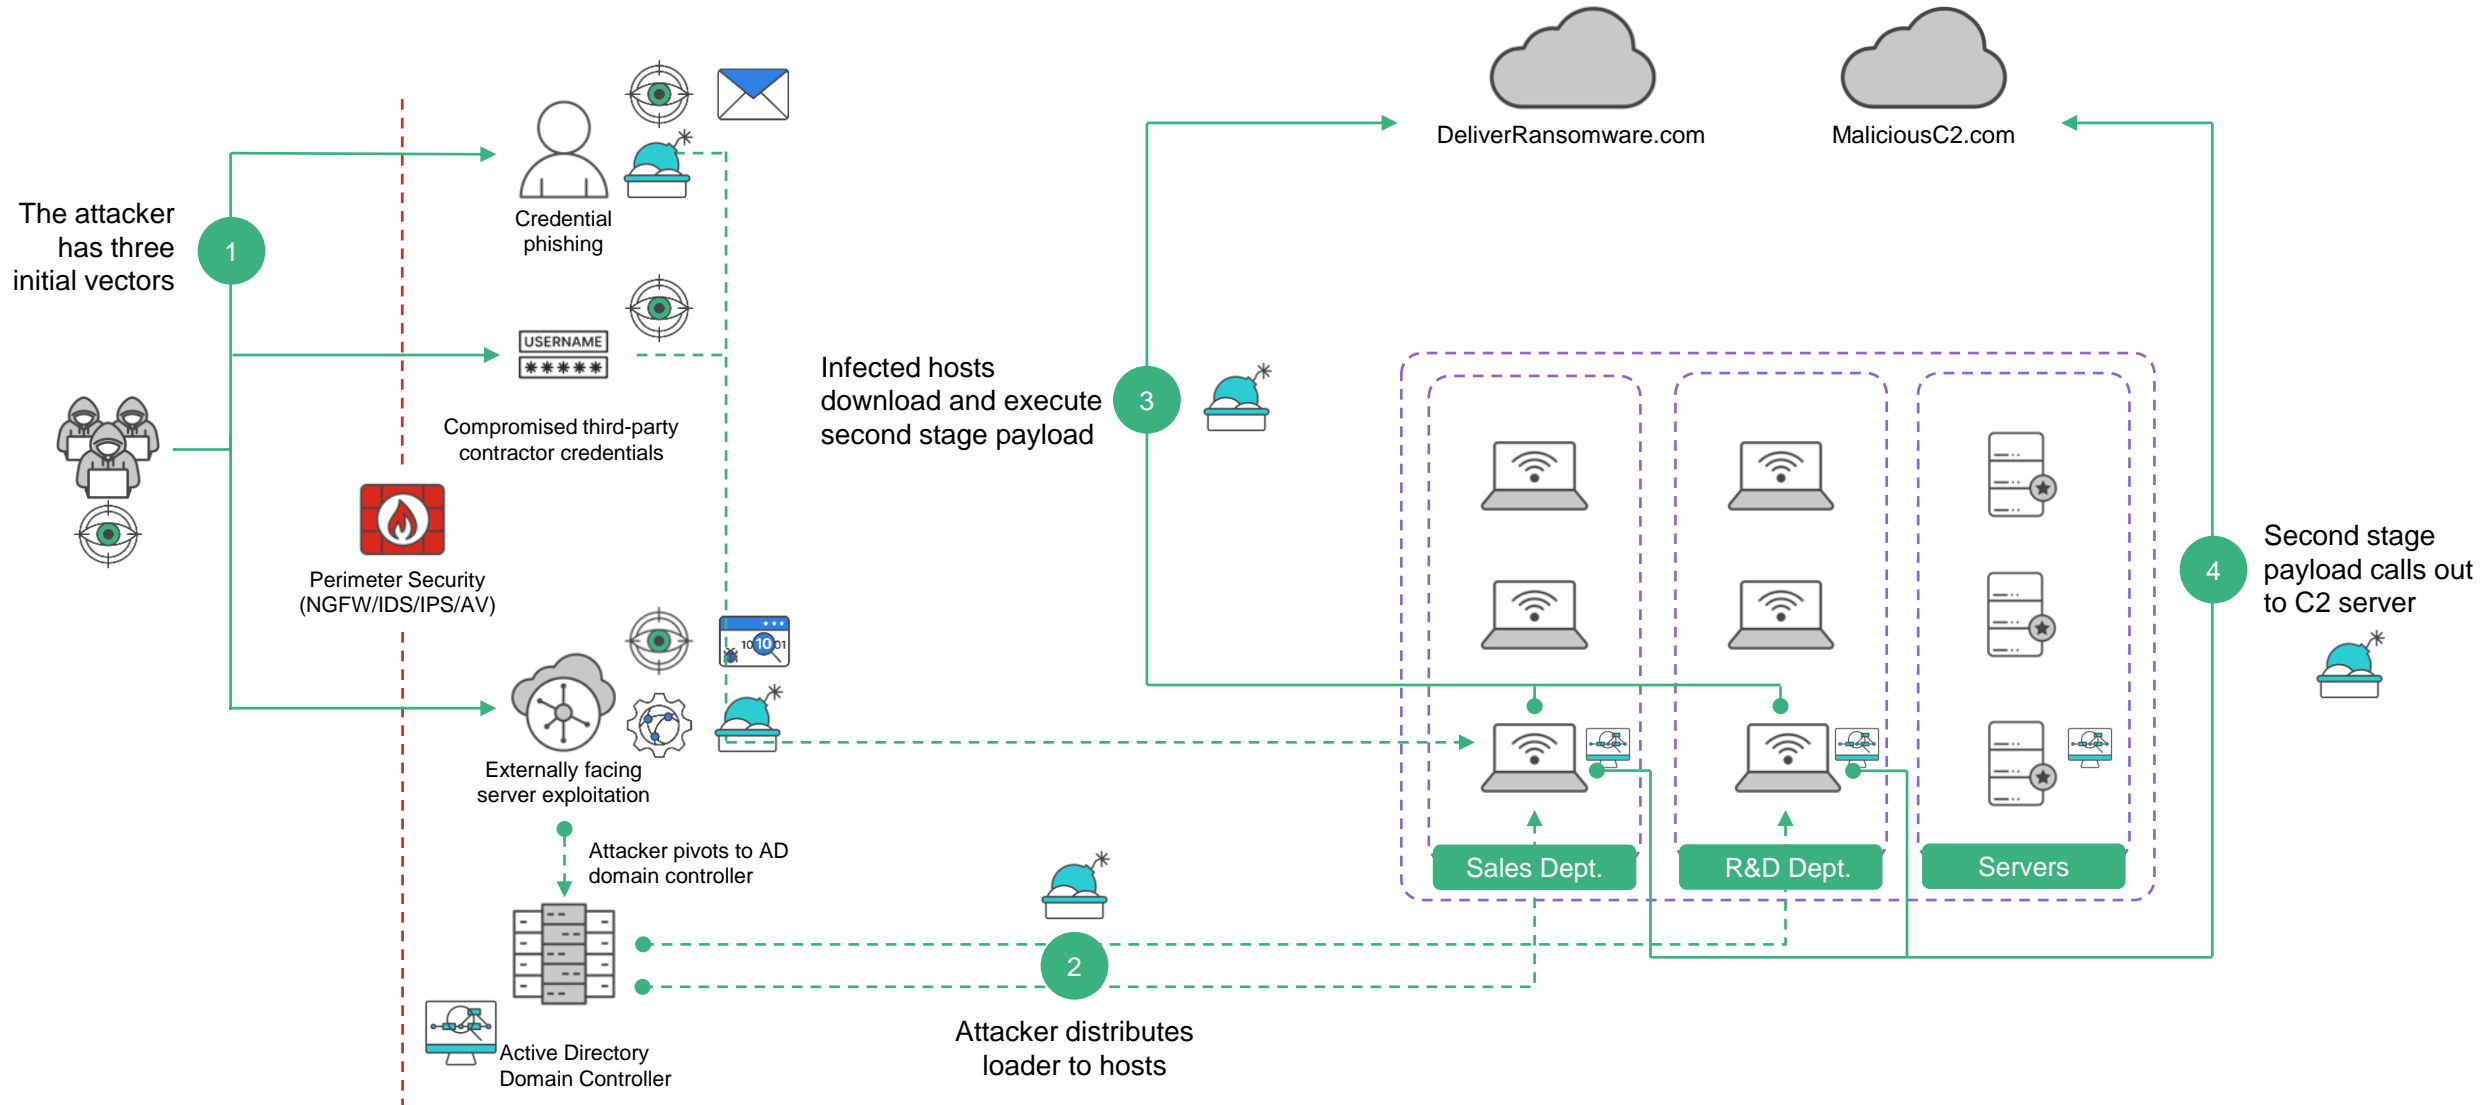 DeliverRansomware.com
MaliciousC2.com
The attacker
has three
initial vectors
1
Credential
phishing
USERNAME
*****
Compromised third-party
contractor credentials
Perimeter Security
(NGFW/IDS/IPS/AV)
10 10 01
Externally facing
server exploitation
Attacker pivots to AD
domain controller
Active Directory
Domain Controller
2
Attacker distributes
loader to hosts
Infected hosts
download and execute
second stage payload
3
Sales Dept.
R&D Dept.
Servers
4
Second stage
payload calls out
to C2 server